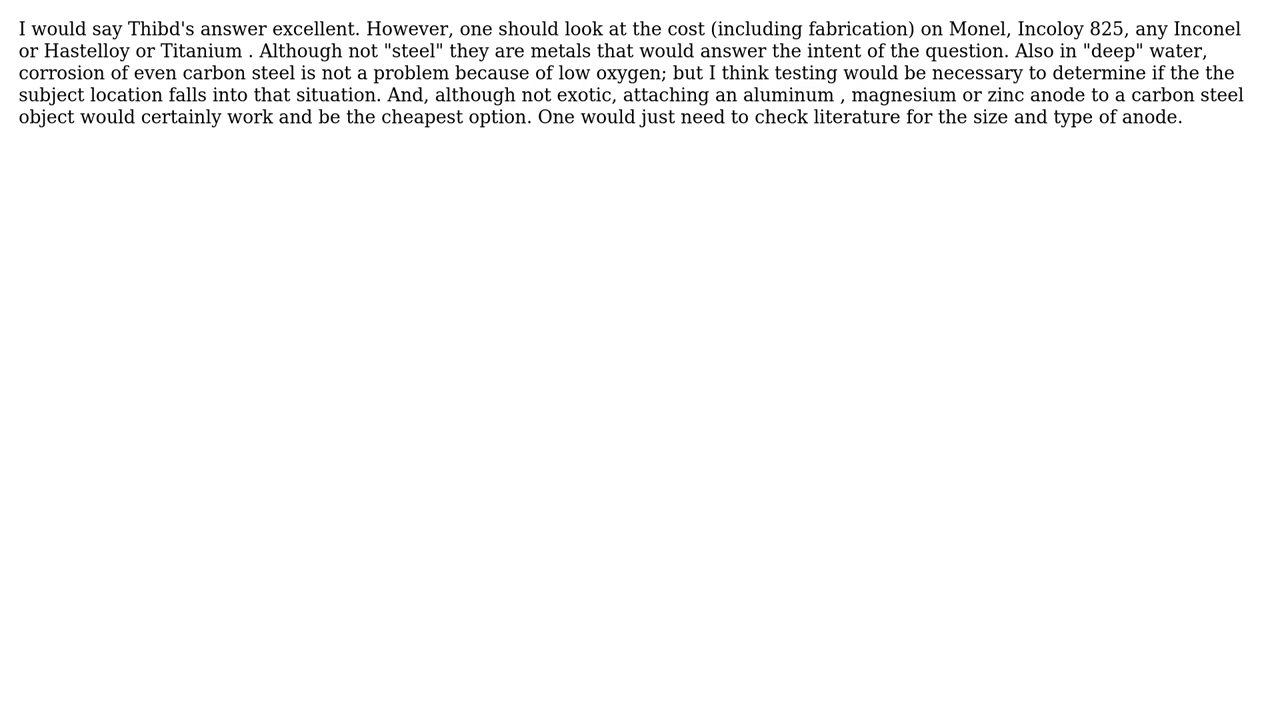 I would say Thibd's answer excellent. However, one should look at the cost (including fabrication) on Monel, Incoloy 825, any Inconel
or Hastelloy or Titanium . Although not "steel" they are metals that would answer the intent of the question. Also in "deep" water,
corrosion of even carbon steel is not a problem because of low oxygen; but I think testing would be necessary to determine if the the
subject location falls into that situation. And, although not exotic, attaching an aluminum , magnesium or zinc anode to a carbon steel
object would certainly work and be the cheapest option. One would just need to check literature for the size and type of anode.